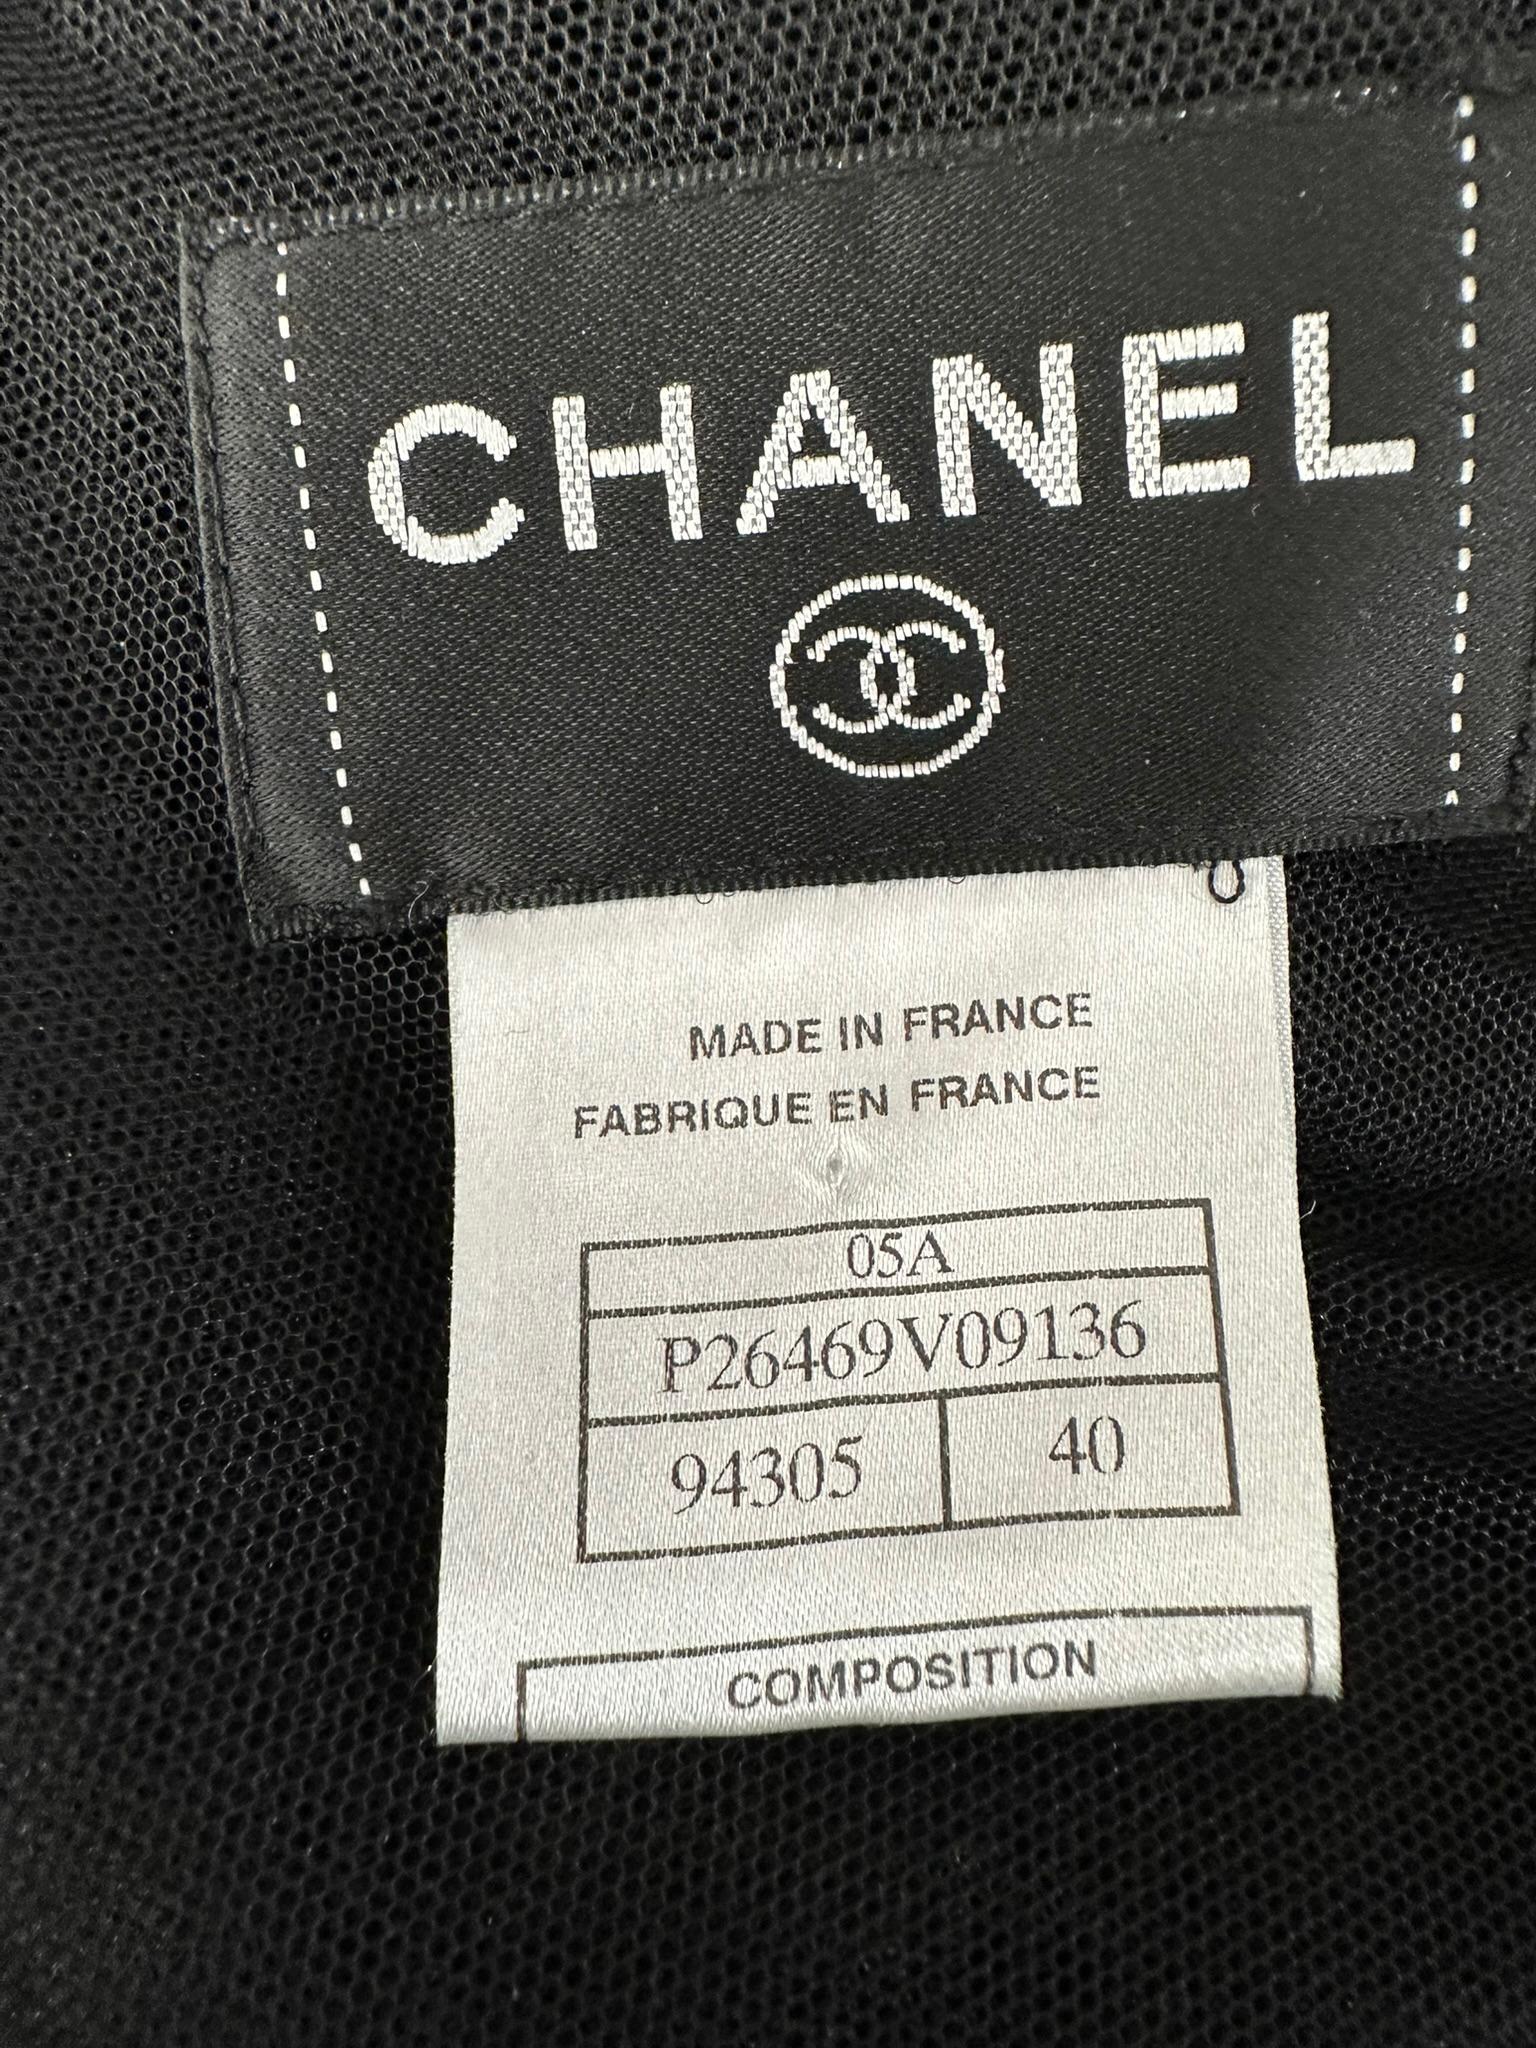 CHANEL
MADE IN FRANCE
FABRIQUE EN FRANCE
05A
P26469V09136
94305 40
COMPOSITION